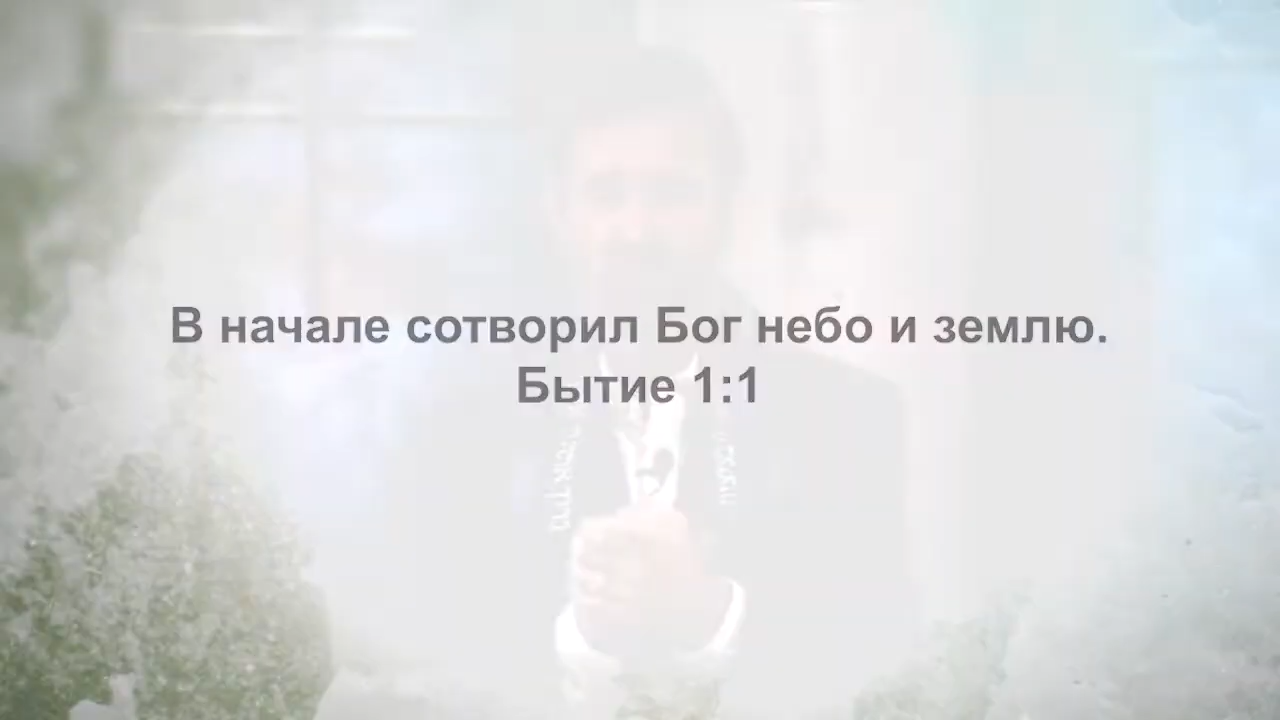 В начале сотворил Бог небо и землю.
Бытие 1:1